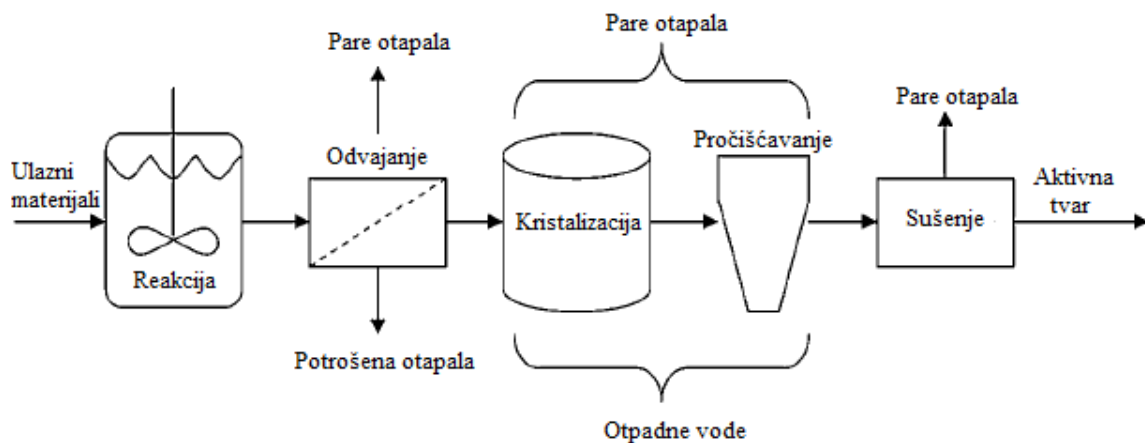 Pare otapala
Pare otapala
Pare otapala
Ulazni
materijali
Odvajanje
Pročišćavanje
Aktivna
tvar
Reakcija
Kristalizacija
Sušenje
Potrošena otapala
Otpadne vode